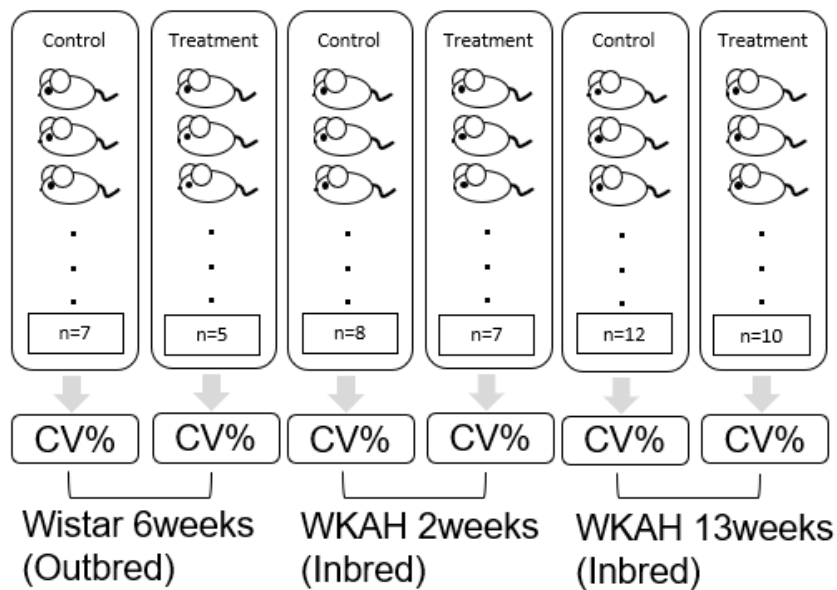 Control Treatment Control Treatment Control Treatment
n=7 n=5 n=8 n=7 n=12 n=10
CV% CV% CV% CV% CV% CV%
Wistar 6weeks WKAH 2weeks WKAH 13weeks
(Outbred) (Inbred) (Inbred)